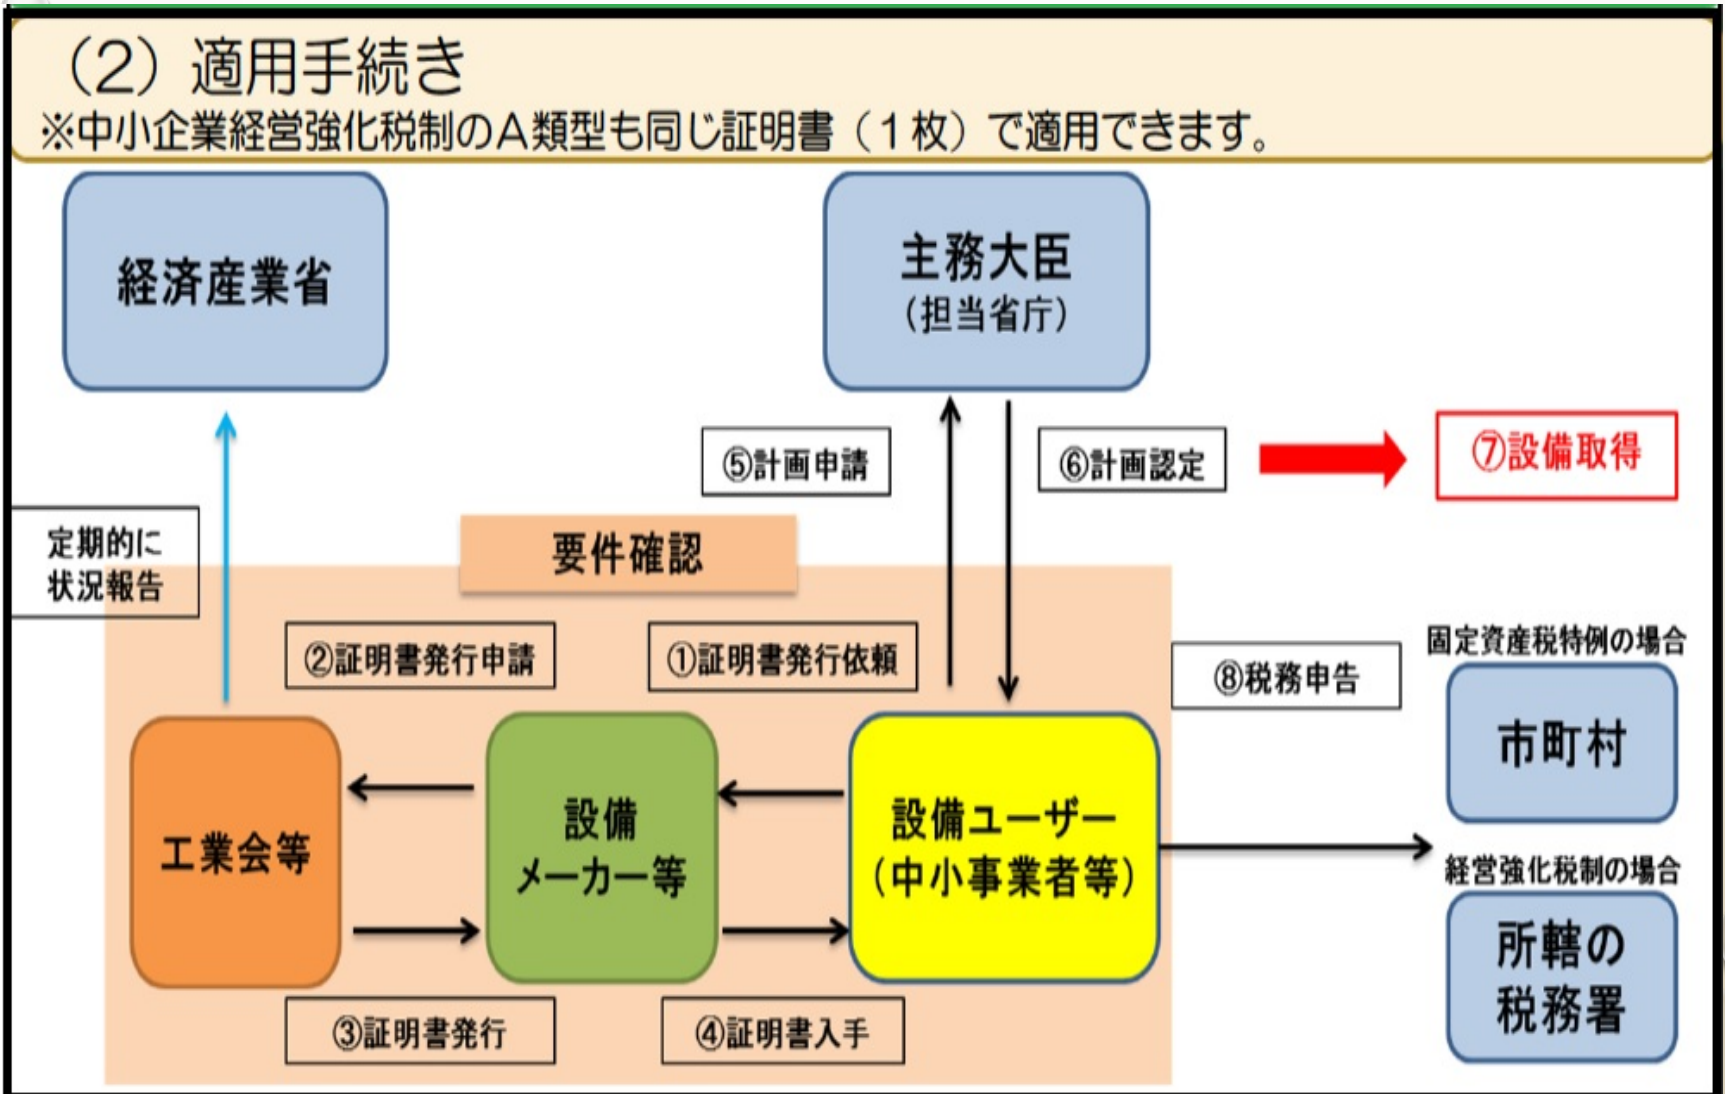 （２）適用手続き
※中小企業経営強化税制のＡ類型も同じ証明書（１枚）で適用できます。
経済産業省
主務大臣
（担当省庁）
⑤計画申請
⑥計画認定
⑦設備取得
定期的に
状況報告
要件確認
②証明書発行申請
①証明書発行依頼
⑧税務申告
固定資産税特例の場合
市町村
工業会等
設備
メーカー等
設備ユーザー
（中小事業者等）
経営強化税制の場合
所轄の
税務署
③証明書発行
④証明書入手